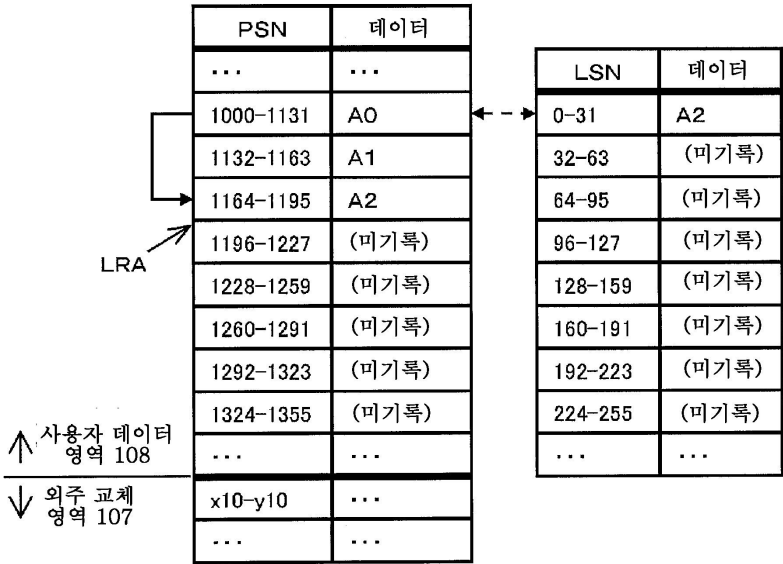 PSN 데이터
... ...
1000-1131 A0
1132-1163 A1
1164-1195 A2
1196-1227 (미기록)
1228-1259 (미기록)
1260-1291 (미기록)
1292-1323 (미기록)
1324-1355 (미기록)
... ...
x10-y10 ...
... ...
LRA
사용자 데이터
영역 108
외주 교체
영역 107
LSN 데이터
0-31 A2
32-63 (미기록)
64-95 (미기록)
96-127 (미기록)
128-159 (미기록)
160-191 (미기록)
192-223 (미기록)
224-255 (미기록)
... ...